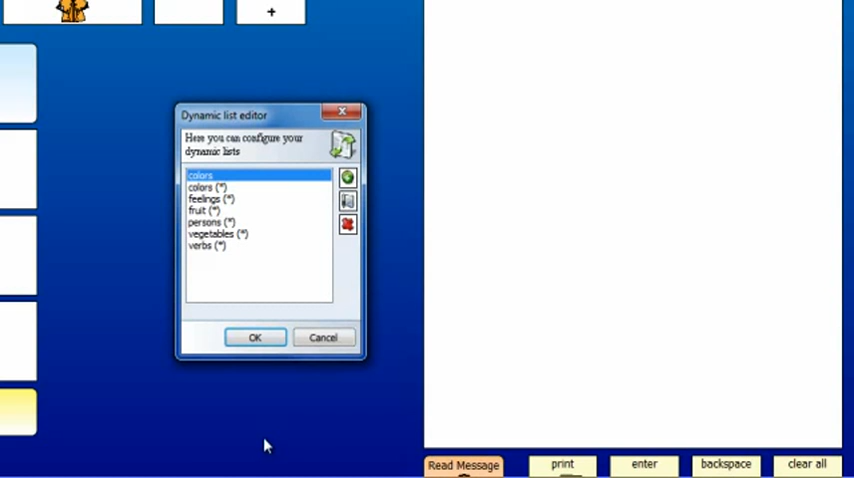 +
Dynamic list editor
Here you can configure your
dynamic lists
colors
colors (*)
feelings (*)
fruit (*)
persons (*)
vegetables (*)
verbs (*)
OK
Cancel
Read Message
print
enter
backspace
clear all